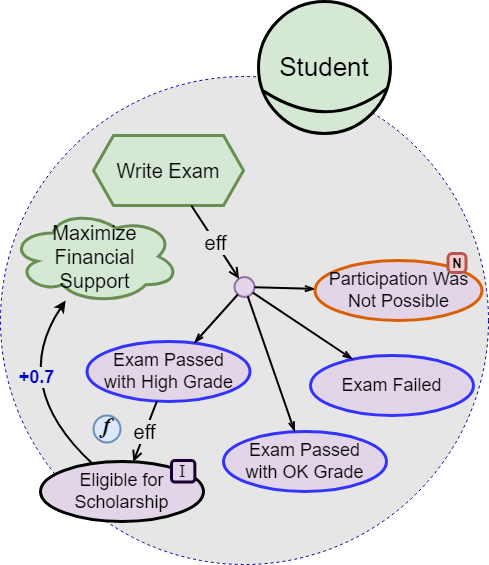 Student
Write Exam
eff
Maximize
Financial
Support
N
Participation Was
Not Possible
Exam Passed
with High Grade
+0.7
Exam Failed
f
eff
Exam Passed
with OK Grade
I
Eligible for
Scholarship